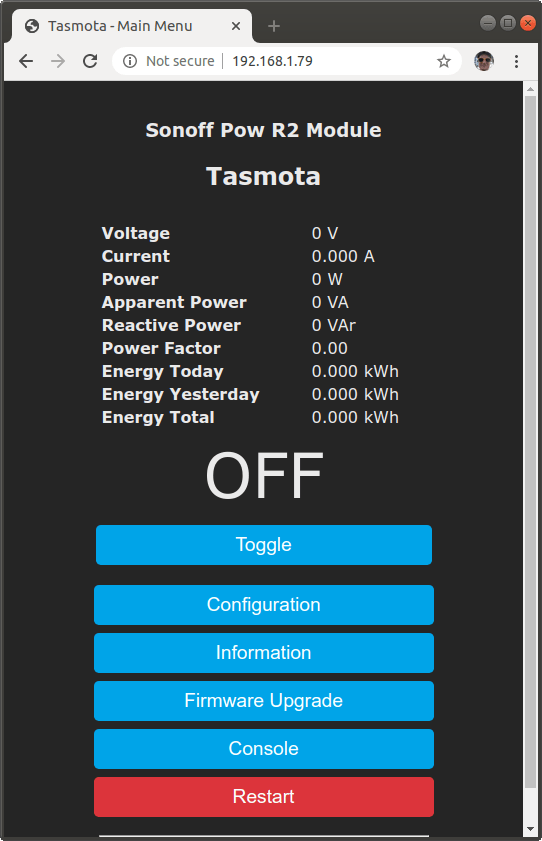 Tasmota - Main Menu
Not secure | 192.168.1.79
Sonoff Pow R2 Module
Tasmota
Voltage 0 V
Current 0.000 A
Power 0 W
Apparent Power 0 VA
Reactive Power 0 VAr
Power Factor 0.00
Energy Today 0.000 kWh
Energy Yesterday 0.000 kWh
Energy Total 0.000 kWh
OFF
Toggle
Configuration
Information
Firmware Upgrade
Console
Restart